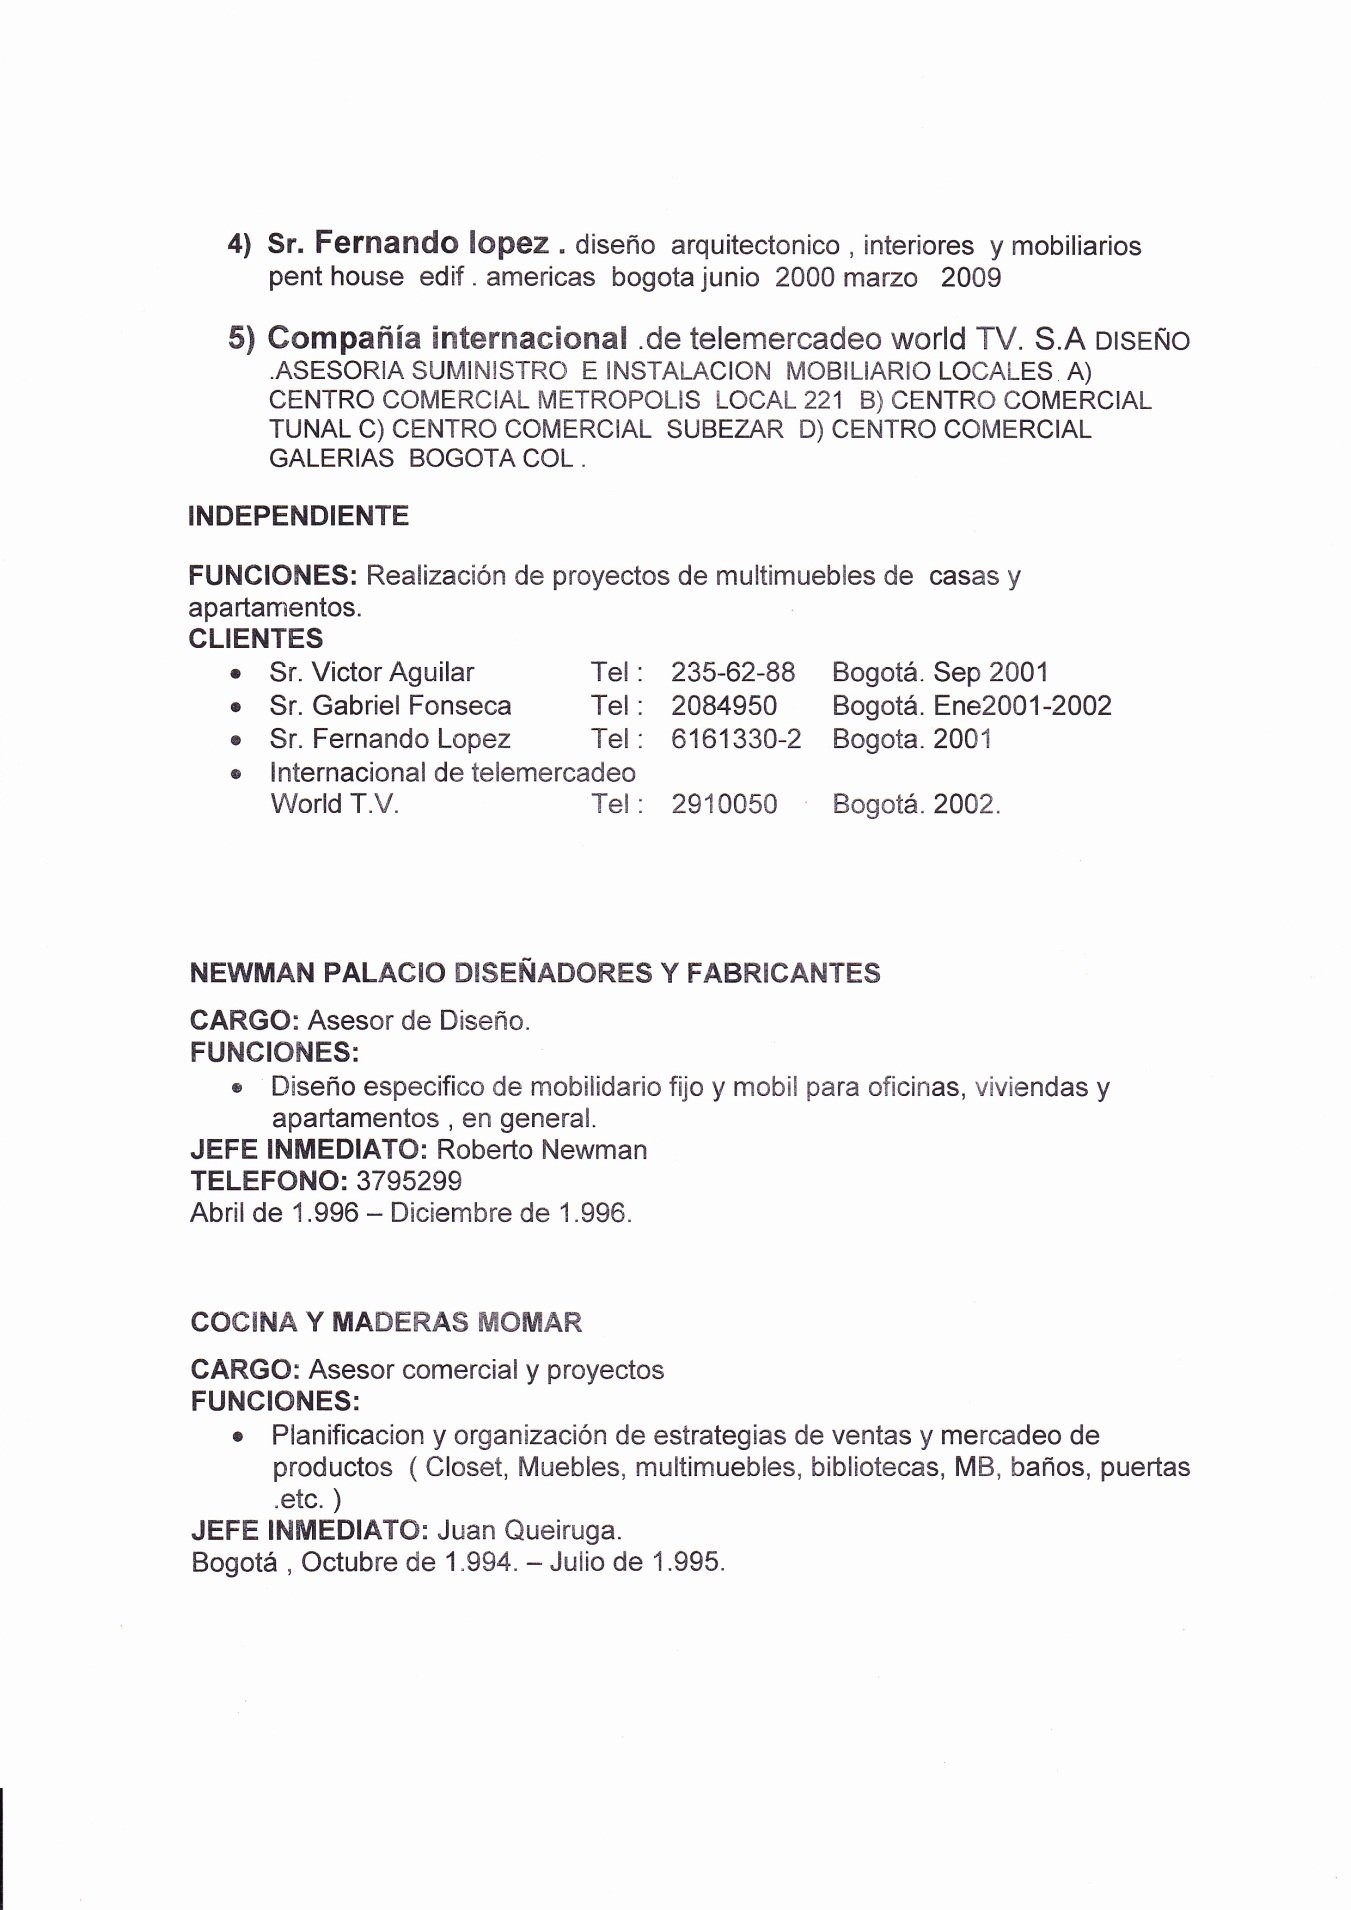 4) Sr. Fernando lopez . diseño arquitectonico , interiores y mobiliarios
pent house edif . americas bogota junio 2000 marzo 2009
5) Compañía internacional .de telemercadeo world TV. S.A DISEÑO
.ASESORIA SUMINISTRO E INSTALACION MOBILIARIO LOCALES. A)
CENTRO COMERCIAL METROPOLIS LOCAL 221 B) CENTRO COMERCIAL
TUNAL C) CENTRO COMERCIAL SUBEZAR D) CENTRO COMERCIAL
GALERIAS BOGOTA COL .
INDEPENDIENTE
FUNCIONES: Realización de proyectos de multimuebles de casas y
apartamentos.
CLIENTES
• Sr. Victor Aguilar Tel : 235-62-88 Bogotá. Sep 2001
• Sr. Gabriel Fonseca Tel : 2084950 Bogotá. Ene2001-2002
• Sr. Fernando Lopez Tel : 6161330-2 Bogota. 2001
• Internacional de telemercadeo
World T.V. Tel : 2910050 Bogotá. 2002.
NEWMAN PALACIO DISEÑADORES Y FABRICANTES
CARGO: Asesor de Diseño.
FUNCIONES:
• Diseño especifico de mobilidario fijo y mobil para oficinas, viviendas y
apartamentos , en general.
JEFE INMEDIATO: Roberto Newman
TELEFONO: 3795299
Abril de 1.996 – Diciembre de 1.996.
COCINA Y MADERAS MOMAR
CARGO: Asesor comercial y proyectos
FUNCIONES:
• Planificacion y organización de estrategias de ventas y mercadeo de
productos ( Closet, Muebles, multimuebles, bibliotecas, MB, baños, puertas
.etc. )
JEFE INMEDIATO: Juan Queiruga.
Bogotá , Octubre de 1.994. – Julio de 1.995.